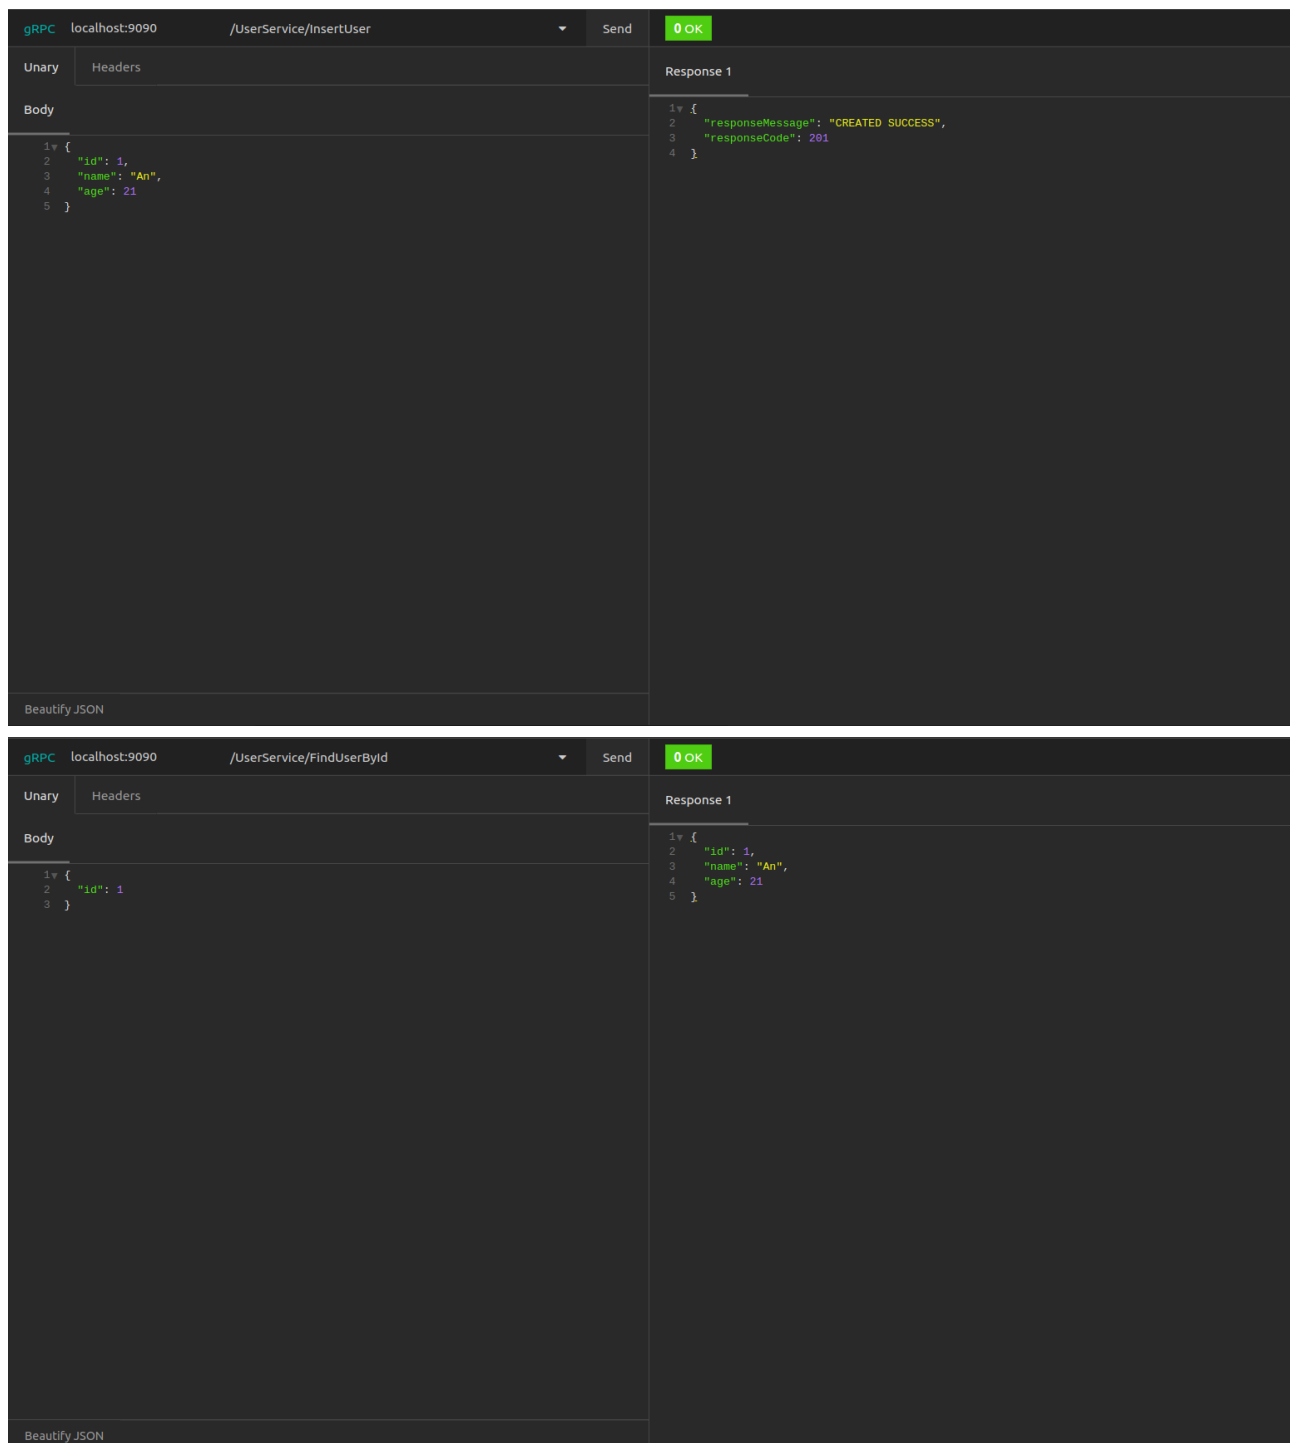 gRPC localhost:9090 /UserService/InsertUser Send 0 OK
Unary Headers
Response 1
Body
1 {
2 "id": 1,
3 "name": "An",
4 "age": 21
5 }
1 {
2 "responseMessage": "CREATED SUCCESS",
3 "responseCode": 201
4 }
Beautify JSON
gRPC localhost:9090 /UserService/FindUserById Send 0 OK
Unary Headers
Response 1
Body
1 {
2 "id": 1
3 }
1 {
2 "id": 1,
3 "name": "An",
4 "age": 21
5 }
Beautify JSON